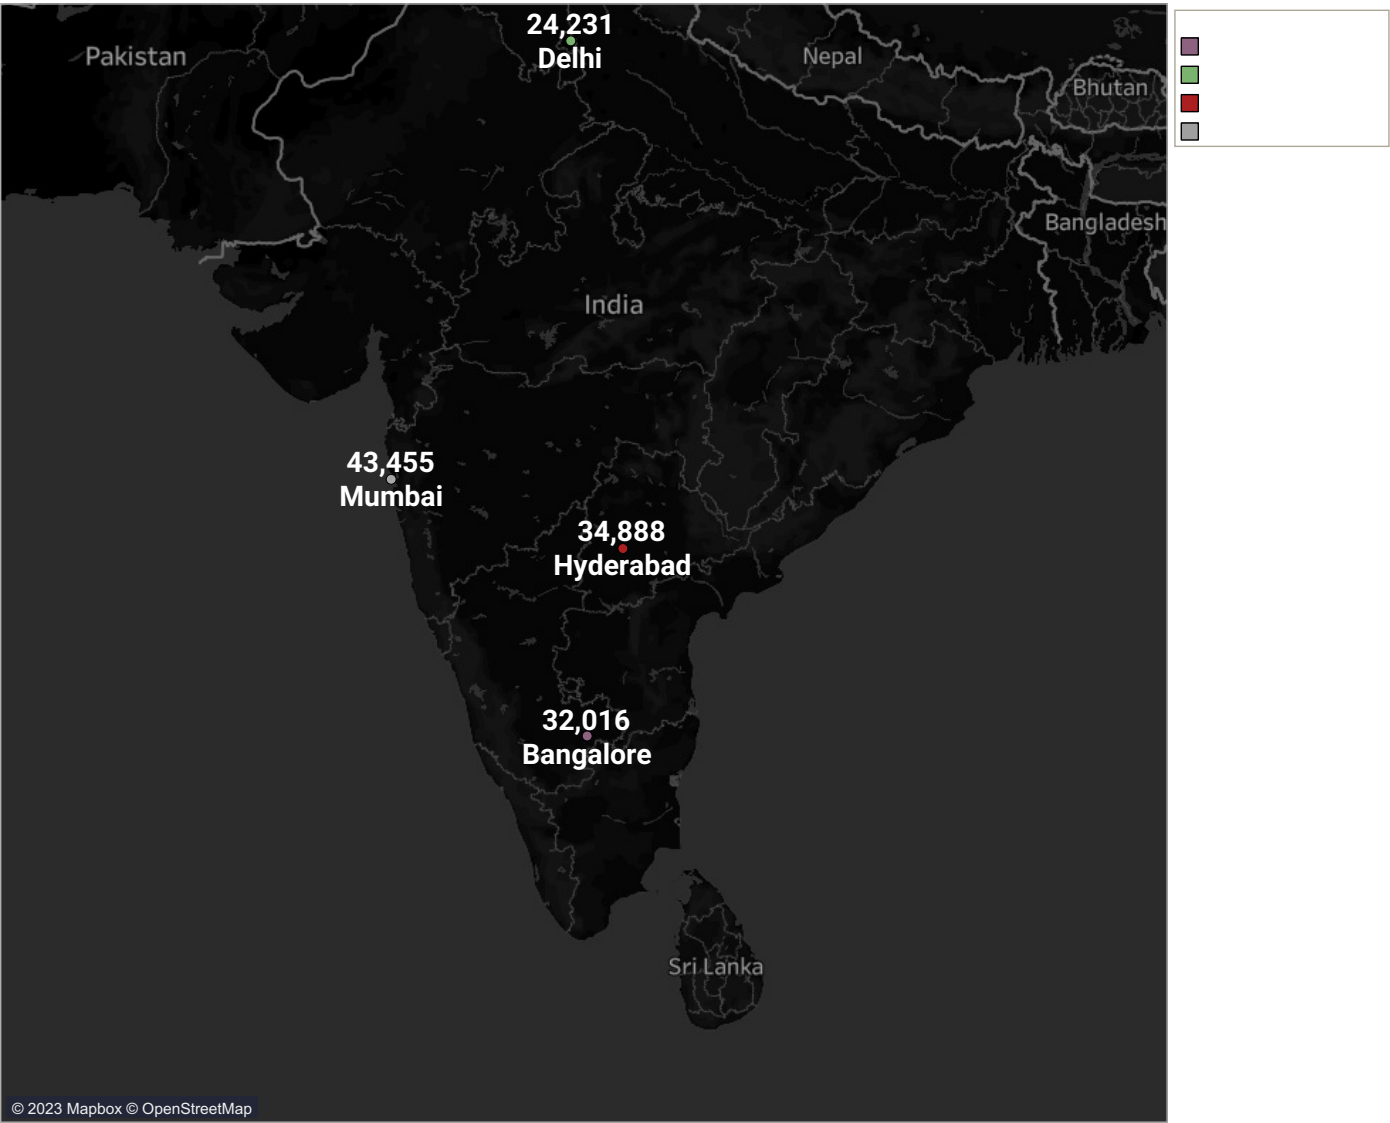 24,231
Delhi
Pakistan
Nepal
Bhutan
Bangladesh
India
43,455
Mumbai
34,888
Hyderabad
32,016
Bangalore
Sri Lanka
© 2023 Mapbox © OpenStreetMap